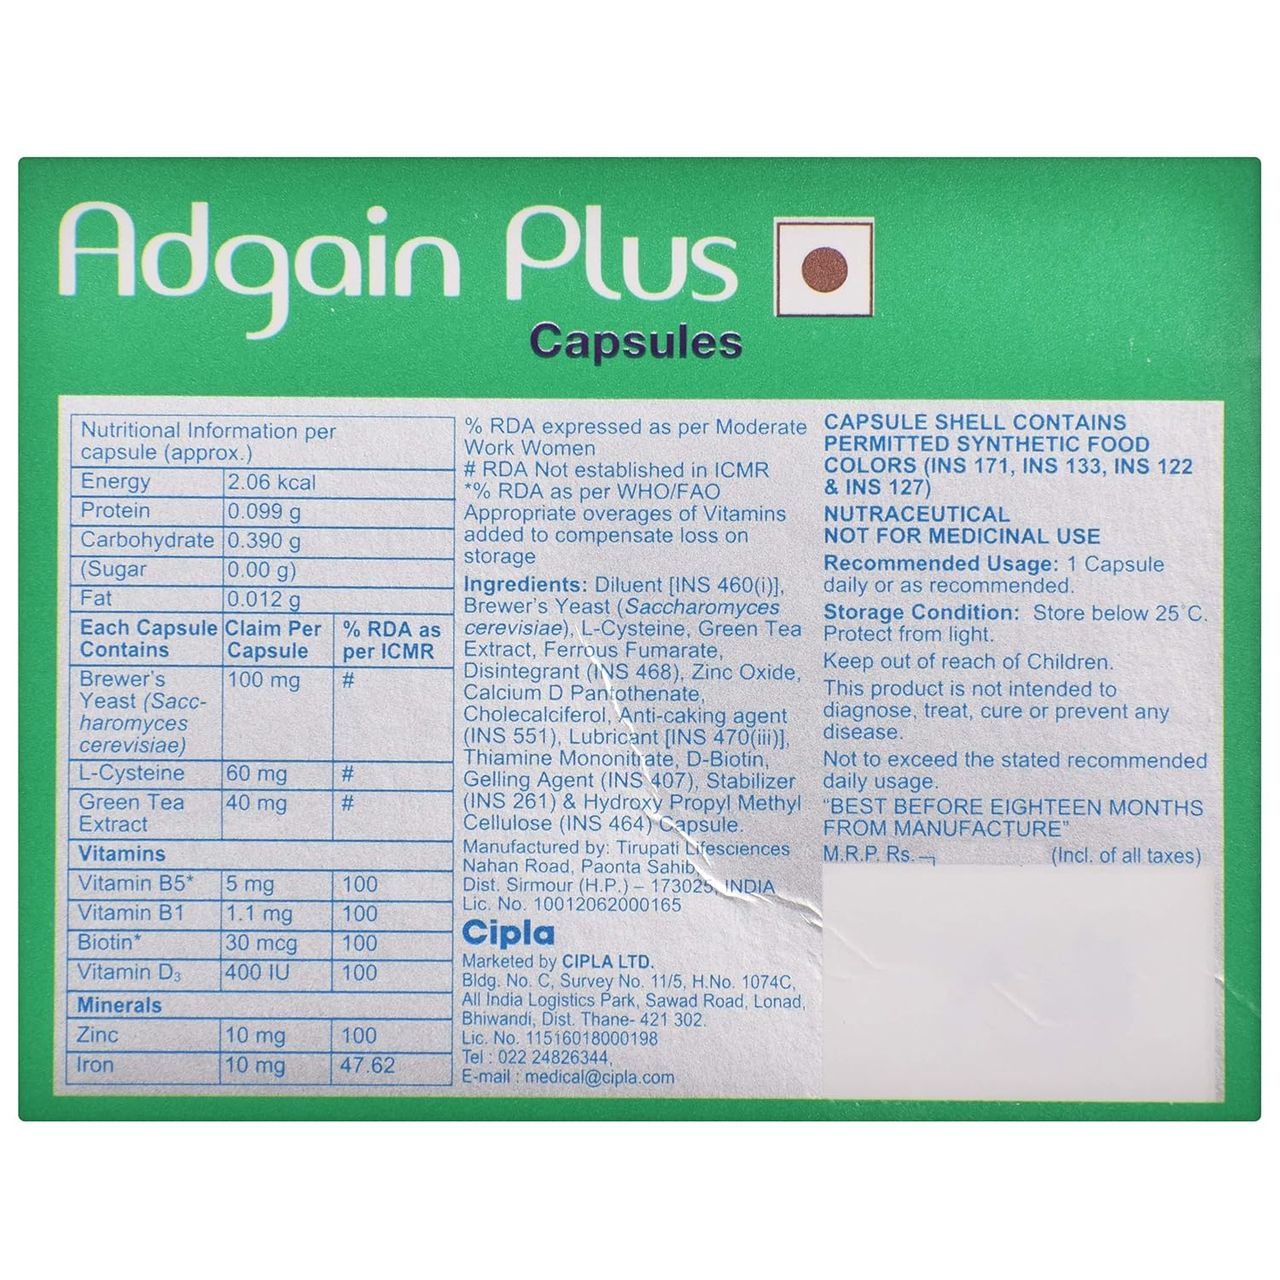 Adgain Plus
Capsules
Nutritional Information per
capsule (approx.)
Energy 2.06 kcal
Protein 0.099 g
Carbohydrate 0.390 g
(Sugar 0.00 g)
Fat 0.012 g
Each Capsule Claim Per % RDA as
Contains Capsule per ICMR
Brewer's 100 mg #
Yeast (Sacc-
haromyces
cerevisiae)
L-Cysteine 60 mg #
Green Tea 40 mg #
Extract
Vitamins
Vitamin B5* 5 mg 100
Vitamin B1 1.1 mg 100
Biotin* 30 mcg 100
Vitamin D3 400 IU 100
Minerals
Zinc 10 mg 100
Iron 10 mg 47.62
% RDA expressed as per Moderate
Work Women
# RDA Not established in ICMR
*% RDA as per WHO/FAO
Appropriate overages of Vitamins
added to compensate loss on
storage
Ingredients: Diluent [INS 460(i)],
Brewer's Yeast (Saccharomyces
cerevisiae), L-Cysteine, Green Tea
Extract, Ferrous Fumarate,
Disintegrant (INS 468), Zinc Oxide,
Calcium D Pantothenate,
Cholecalciferol, Anti-caking agent
(INS 551), Lubricant [INS 470(iii)],
Thiamine Mononitrate, D-Biotin,
Gelling Agent (INS 407), Stabilizer
(INS 261) & Hydroxy Propyl Methyl
Cellulose (INS 464) Capsule.
Manufactured by: Tirupati Lifesciences
Nahan Road, Paonta Sahib,
Dist. Sirmour (H.P.) – 173025, INDIA
Lic. No. 10012062000165
Cipla
Marketed by CIPLA LTD.
Bldg. No. C, Survey No. 11/5, H.No. 1074C,
All India Logistics Park, Sawad Road, Lonad,
Bhiwandi, Dist. Thane- 421 302.
Lic. No. 11516018000198
Tel : 022 24826344,
E-mail : medical@cipla.com
CAPSULE SHELL CONTAINS
PERMITTED SYNTHETIC FOOD
COLORS (INS 171, INS 133, INS 122
& INS 127)
NUTRACEUTICAL
NOT FOR MEDICINAL USE
Recommended Usage: 1 Capsule
daily or as recommended.
Storage Condition: Store below 25°C.
Protect from light.
Keep out of reach of Children.
This product is not intended to
diagnose, treat, cure or prevent any
disease.
Not to exceed the stated recommended
daily usage.
"BEST BEFORE EIGHTEEN MONTHS
FROM MANUFACTURE"
M.R.P. Rs. (Incl. of all taxes)